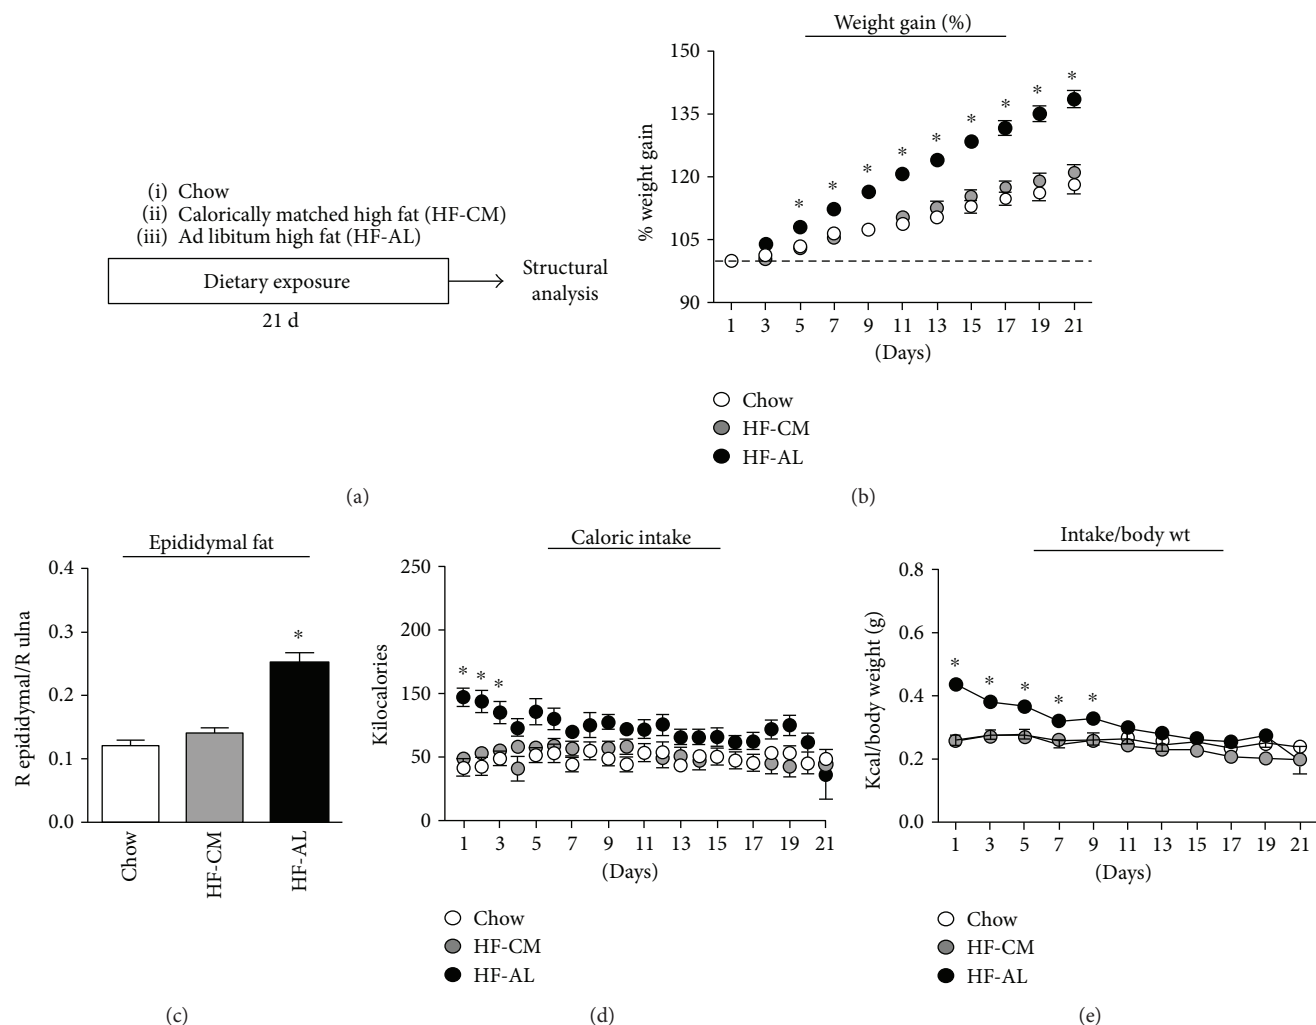 (i) Chow
(ii) Calorically matched high fat (HF-CM)
(iii) Ad libitum high fat (HF-AL)
Dietary exposure
21 d
Structural
analysis
(a)
Weight gain (%)
% weight gain
150
135
120
105
90
* * * * * * * * *
1 3 5 7 9 11 13 15 17 19 21
(Days)
Chow
HF-CM
HF-AL
(b)
Epididymal fat
R epididymal/R ulna
0.4
0.3
0.2
0.1
0.0
*
Chow
HF-CM
HF-AL
(c)
Caloric intake
Kilocalories
250
150
50
0
* * *
1 3 5 7 9 11 13 15 17 19 21
(Days)
Chow
HF-CM
HF-AL
(d)
Intake/body wt
Kcal/body weight (g)
0.8
0.6
0.4
0.2
0.0
* * * * *
1 3 5 7 9 11 13 15 17 19 21
(Days)
Chow
HF-CM
HF-AL
(e)